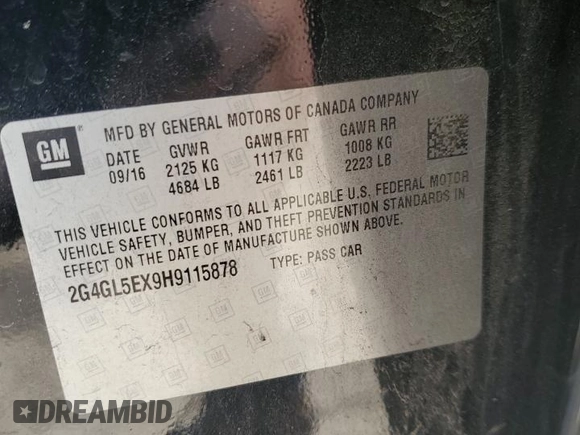 GM
MFD BY GENERAL MOTORS OF CANADA COMPANY
DATE GVWR GAWR FRT GAWR RR
09/16 2125 KG 1117 KG 1008 KG
4684 LB 2461 LB 2223 LB
THIS VEHICLE CONFORMS TO ALL APPLICABLE U.S. FEDERAL MOTOR
VEHICLE SAFETY, BUMPER, AND THEFT PREVENTION STANDARDS IN
EFFECT ON THE DATE OF MANUFACTURE SHOWN ABOVE.
2G4GL5EX9H9115878 TYPE: PASS CAR
DREAMBID